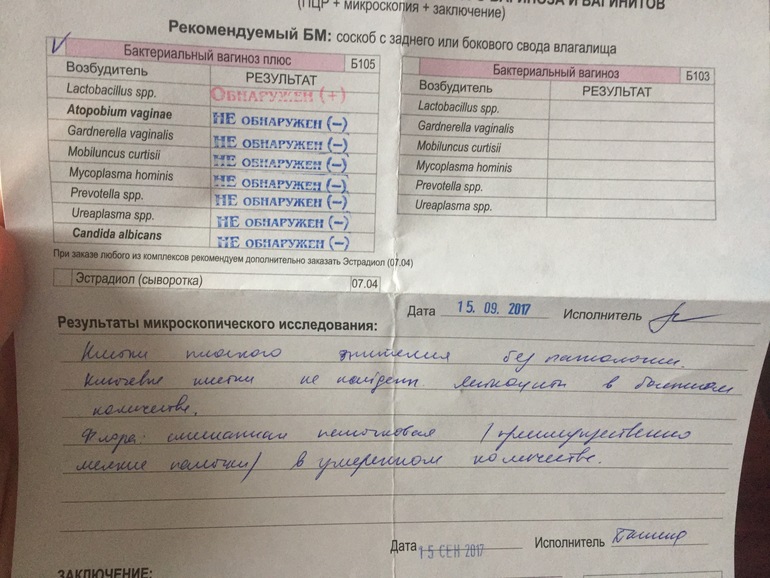 О ВАГИНОЗА И ВАГИНИТОВ
(ПЦР + микроскопия + заключение)
Рекомендуемый БМ: соскоб с заднего или бокового свода влагалища
Бактериальный вагиноз плюс Б105
Возбудитель РЕЗУЛЬТАТ
Lactobacillus spp. ОБНАРУЖЕН (+)
Atopobium vaginae НЕ ОБНАРУЖЕН (–)
Gardnerella vaginalis НЕ ОБНАРУЖЕН (–)
Mobiluncus curtisii НЕ ОБНАРУЖЕН (–)
Mycoplasma hominis НЕ ОБНАРУЖЕН (–)
Prevotella spp. НЕ ОБНАРУЖЕН (–)
Ureaplasma spp. НЕ ОБНАРУЖЕН (–)
Candida albicans НЕ ОБНАРУЖЕН (–)
Бактериальный вагиноз Б103
Возбудитель РЕЗУЛЬТАТ
Lactobacillus spp.
Gardnerella vaginalis
Mobiluncus curtisii
Mycoplasma hominis
Prevotella spp.
Ureaplasma spp.
При заказе любого из комплексов рекомендуем дополнительно заказать Эстрадиол (07.04)
Эстрадиол (сыворотка) 07.04
Дата 15. 09. 2017 Исполнитель
Результаты микроскопического исследования:
Клетки плоского эпителия без патологии.
Ключевые клетки не найдены. Лейкоциты в большом
количестве.
Флора: смешанная палочковая (преимущественно
мелкие палочки) в умеренном количестве.
Дата 15 СЕН 2017 Исполнитель
ЗАКЛЮЧЕНИЕ: